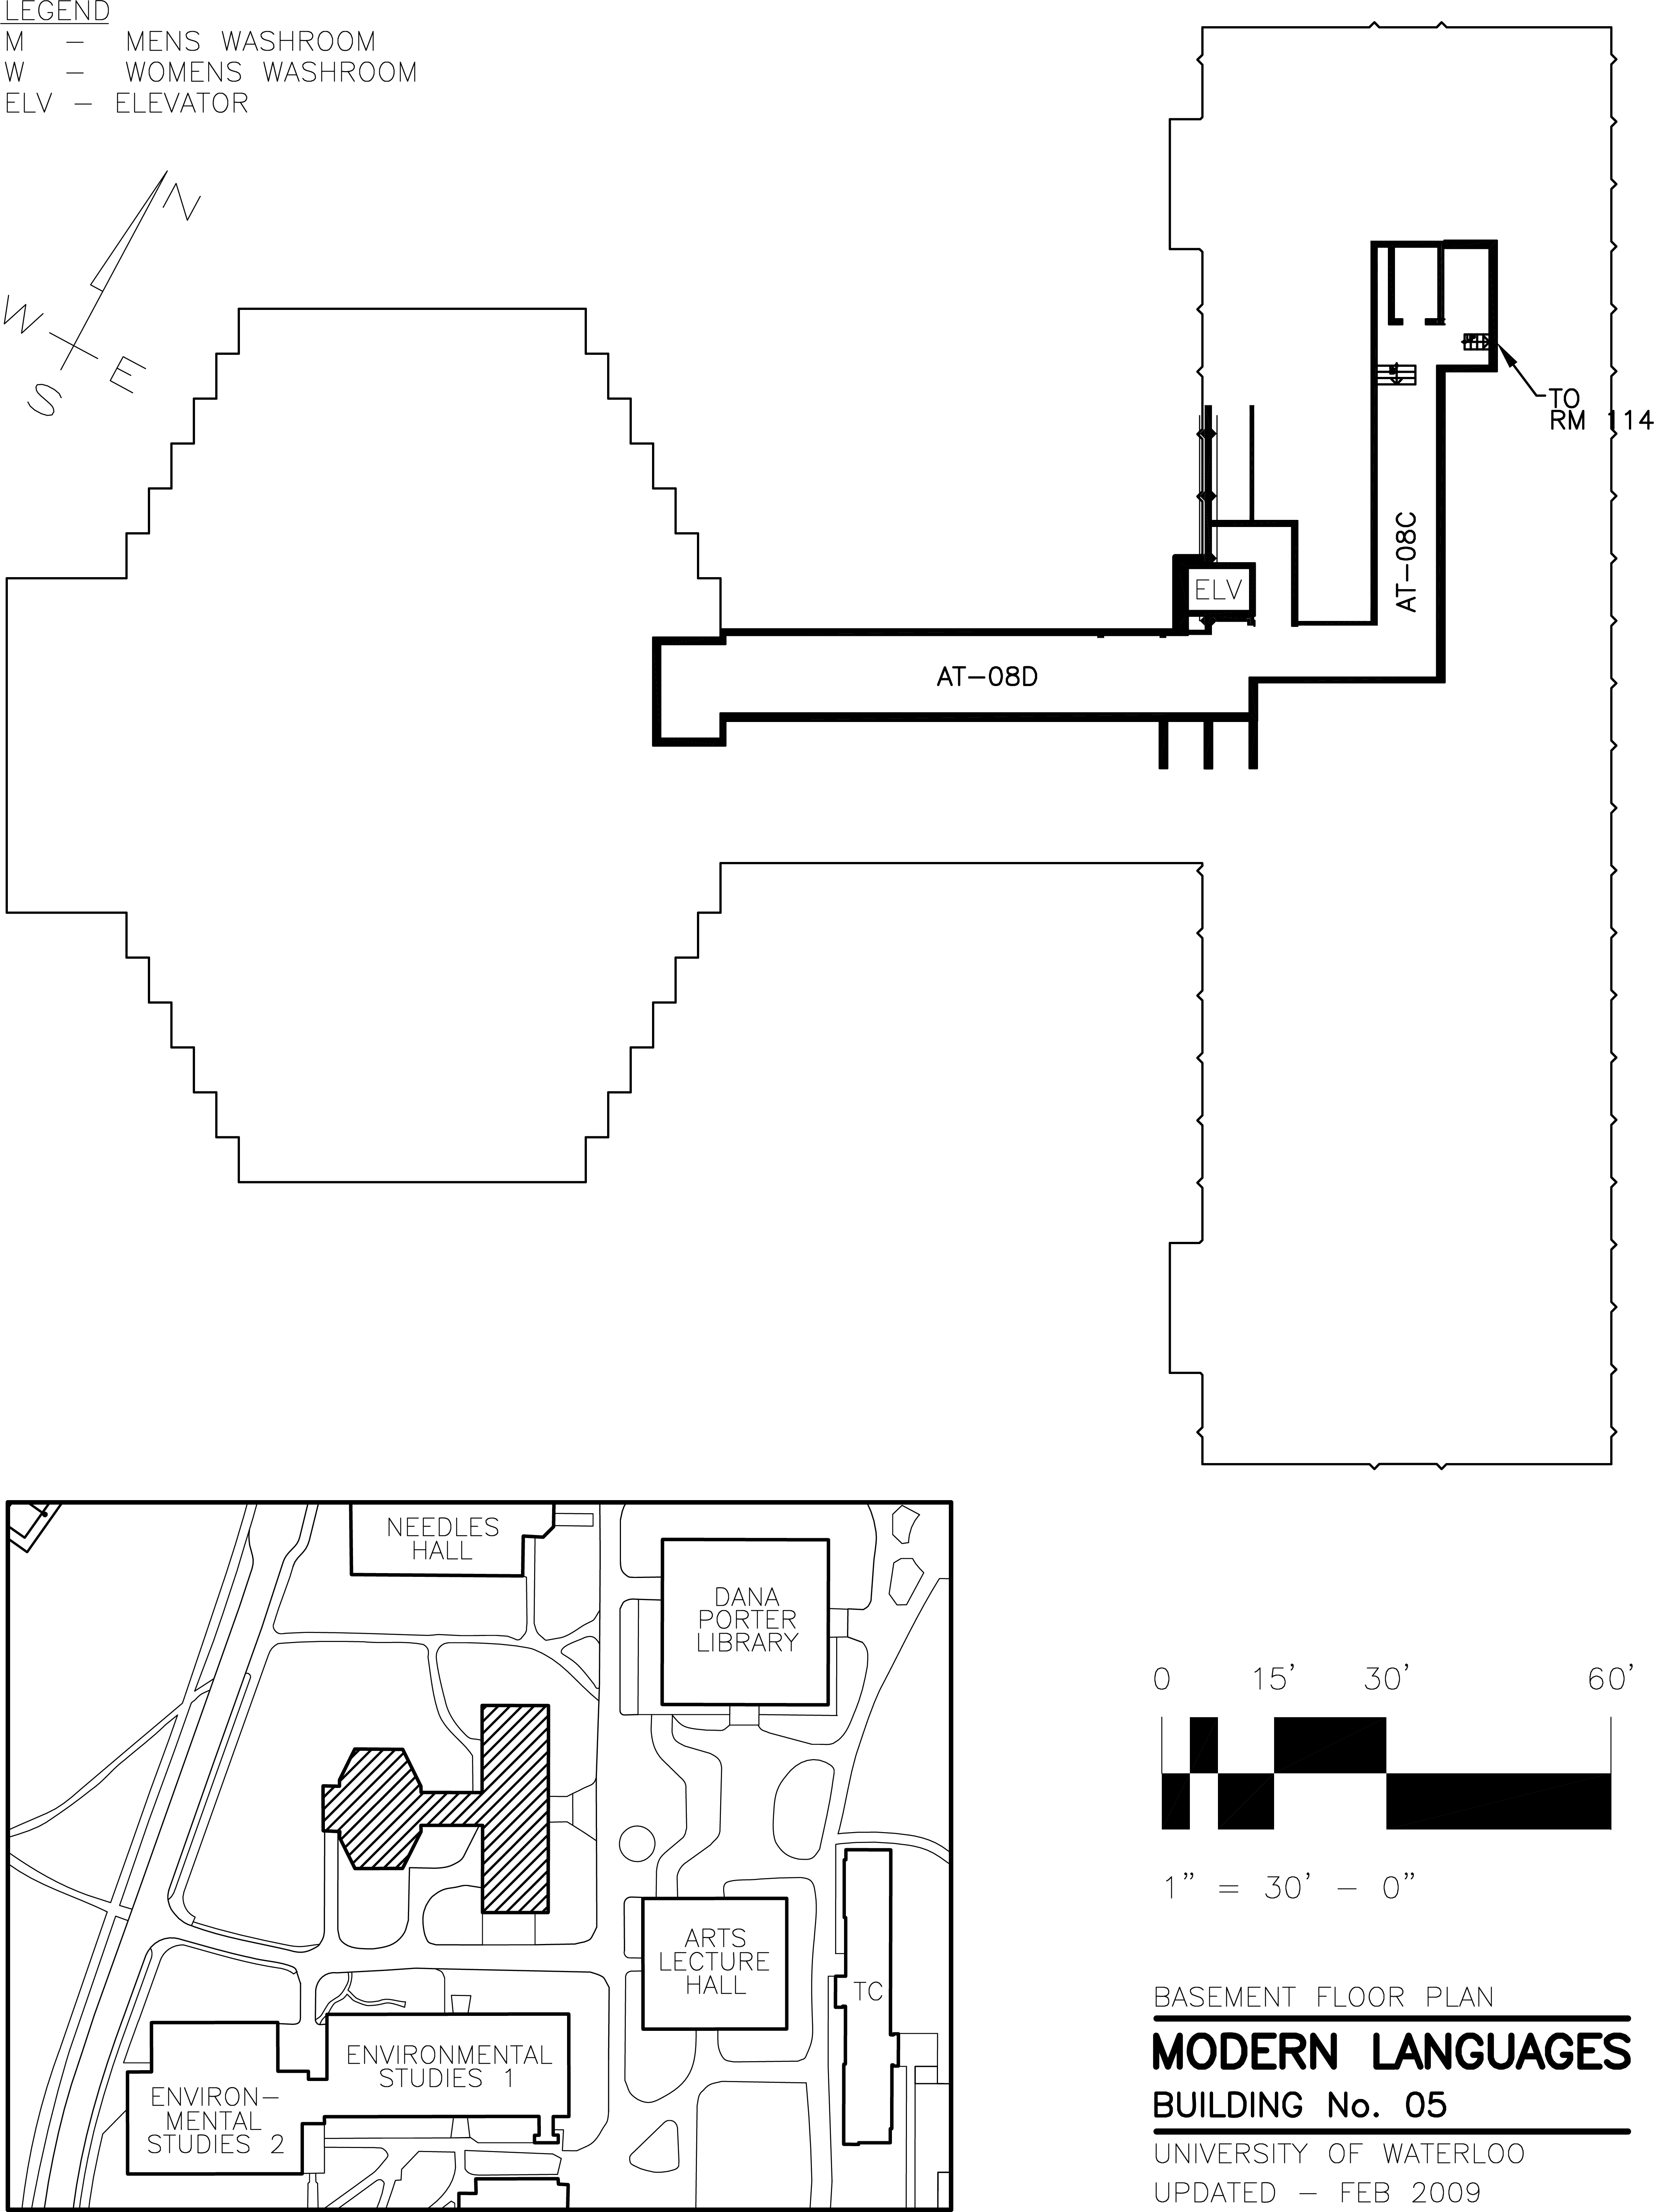 LEGEND
M – MENS WASHROOM
W – WOMENS WASHROOM
ELV – ELEVATOR
N
W
E
S
TO
RM 114
AT-08C
ELV
AT-08D
NEEDLES
HALL
DANA
PORTER
LIBRARY
ARTS
LECTURE
HALL
TC
ENVIRONMENTAL
STUDIES 1
ENVIRON-
MENTAL
STUDIES 2
0 15' 30' 60'
1" = 30' - 0"
BASEMENT FLOOR PLAN
MODERN LANGUAGES
BUILDING No. 05
UNIVERSITY OF WATERLOO
UPDATED – FEB 2009